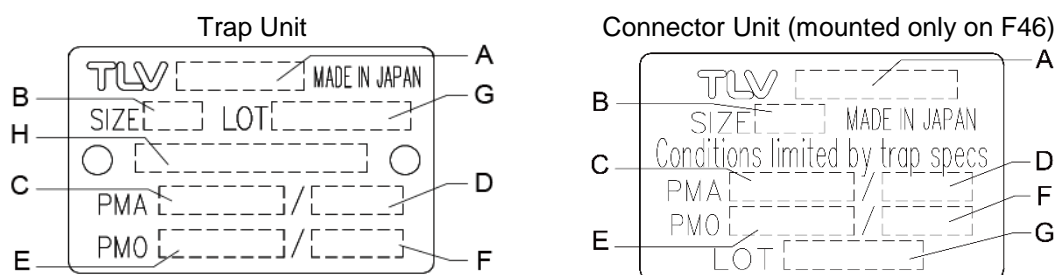 Trap Unit
A
TLV MADE IN JAPAN
B
G
SIZE LOT
H
C
D
PMA /
PMO /
E
F
Connector Unit (mounted only on F46)
A
TLV
B
SIZE MADE IN JAPAN
Conditions limited by trap specs
C
D
PMA /
F
PMO /
E
G
LOT